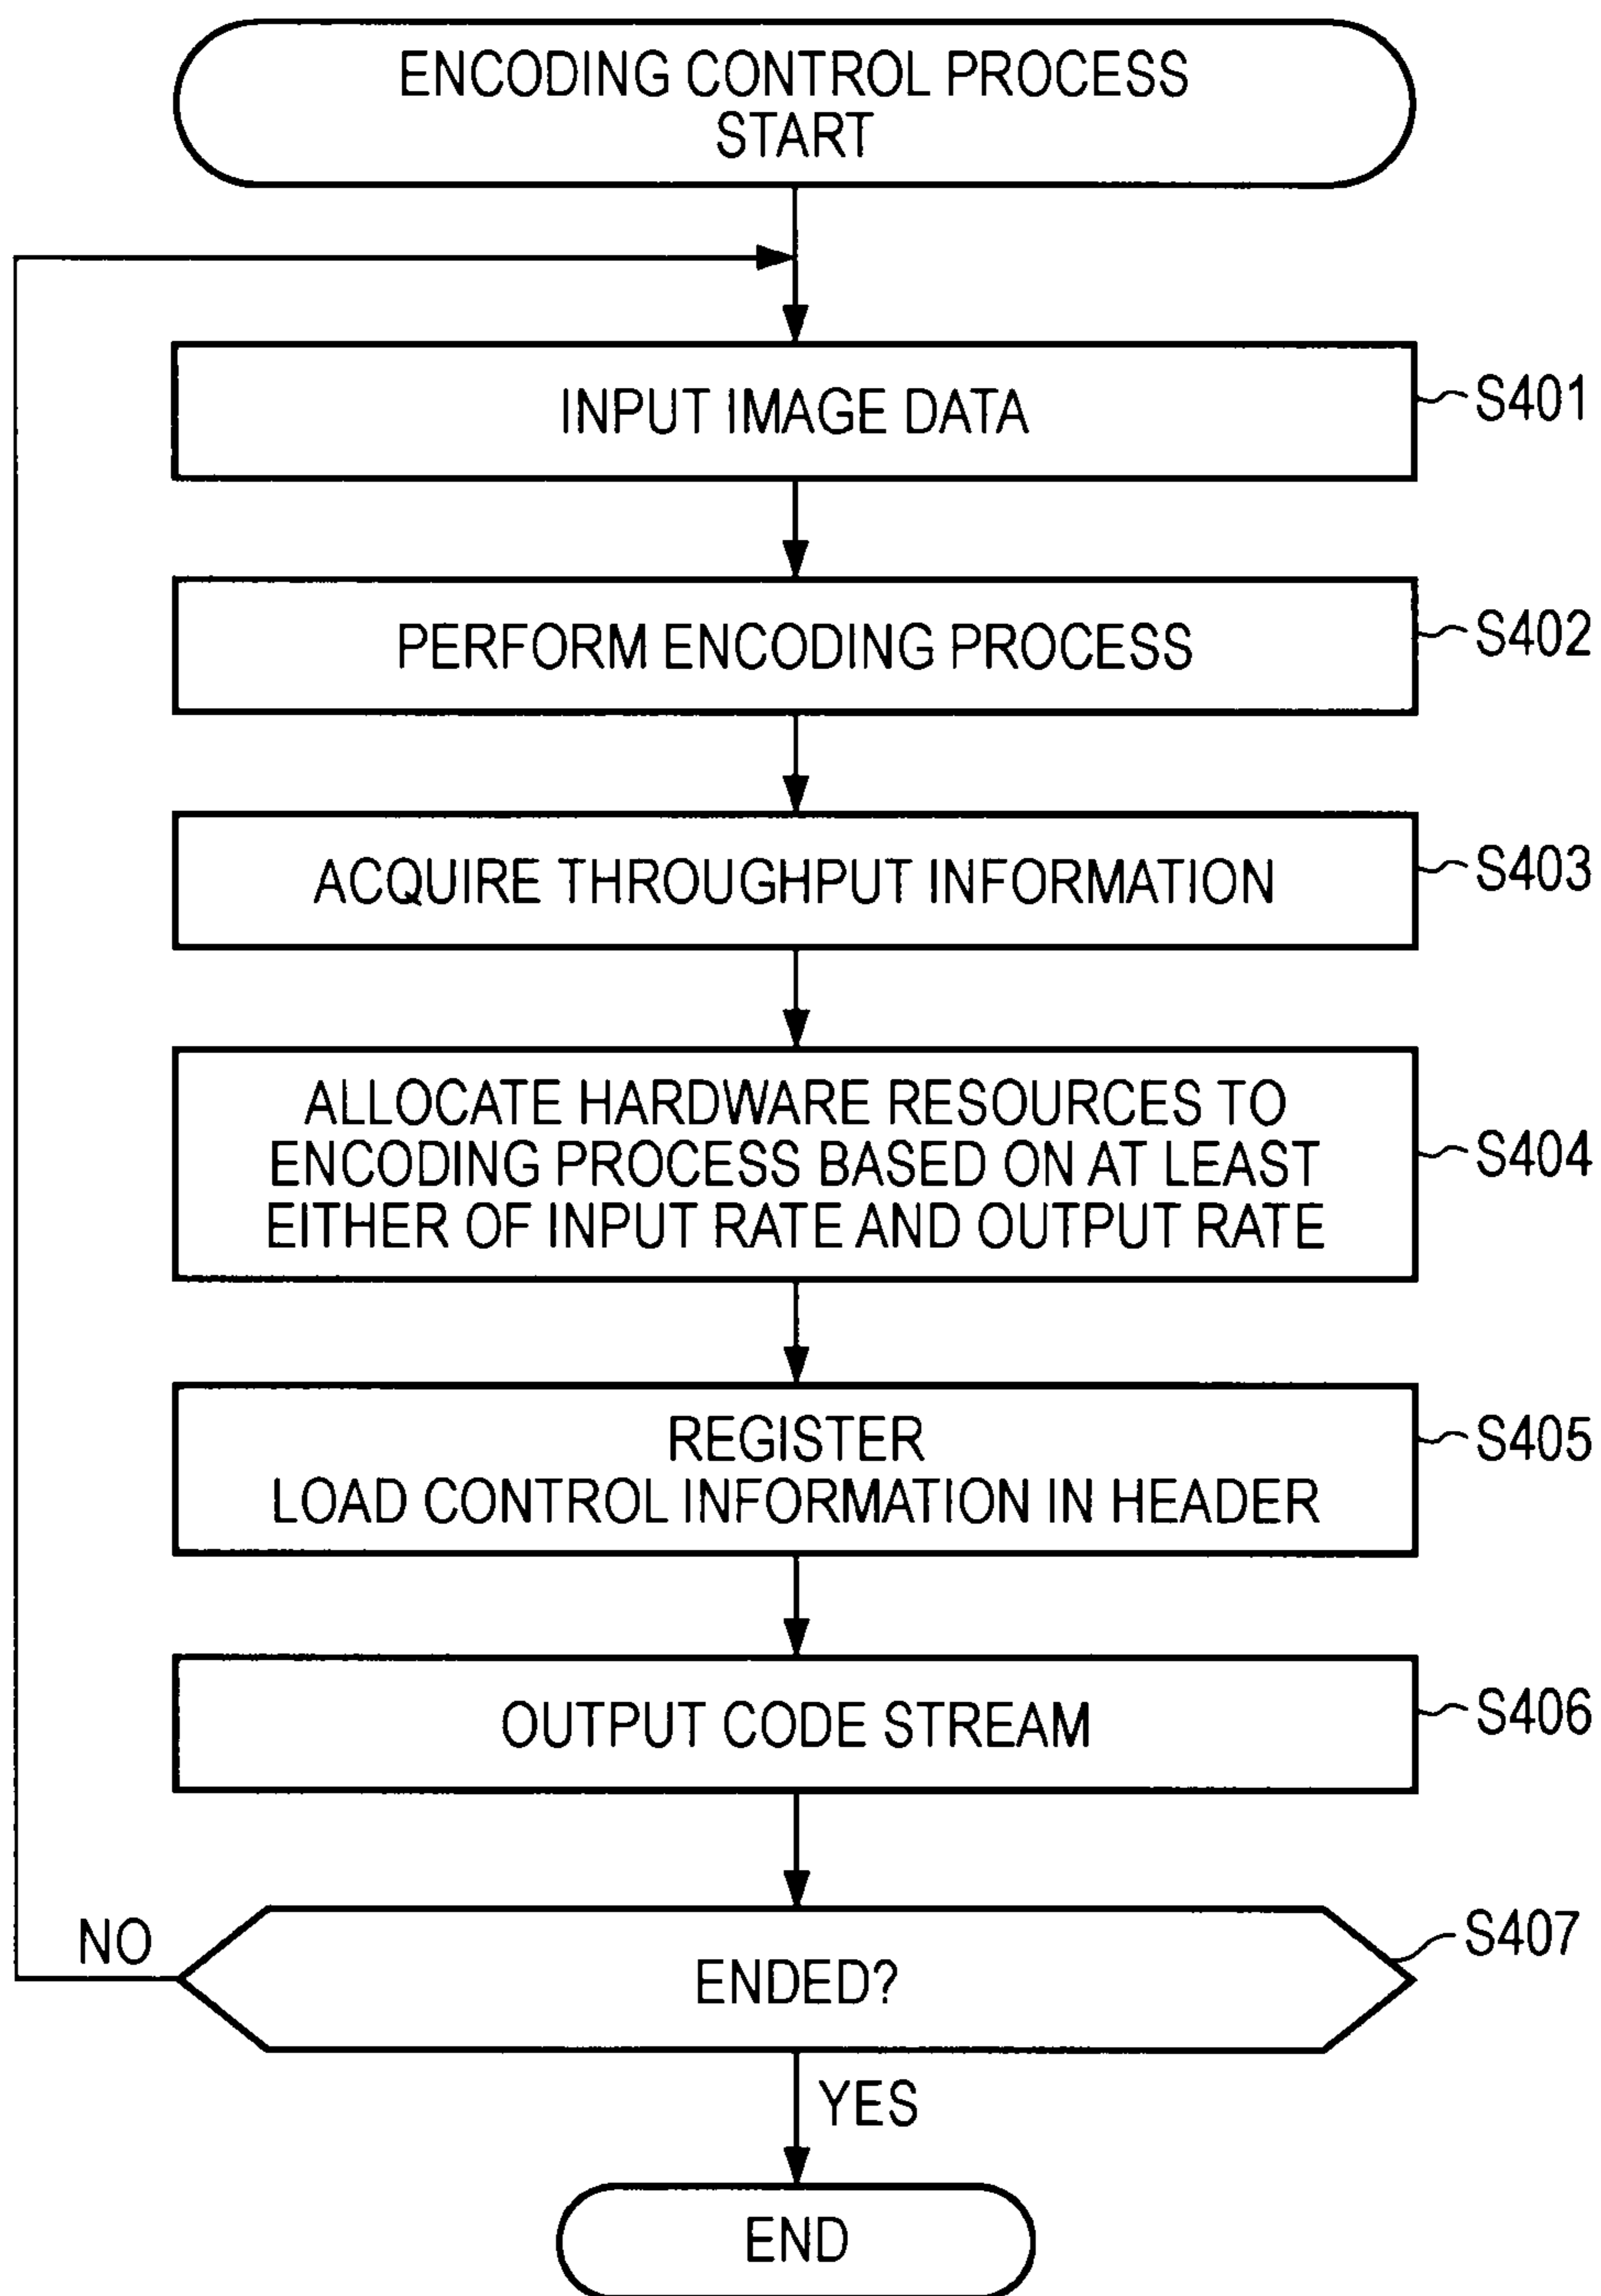 ENCODING CONTROL PROCESS
START
INPUT IMAGE DATA
S401
PERFORM ENCODING PROCESS
S402
ACQUIRE THROUGHPUT INFORMATION
S403
ALLOCATE HARDWARE RESOURCES TO
ENCODING PROCESS BASED ON AT LEAST
EITHER OF INPUT RATE AND OUTPUT RATE
S404
REGISTER
LOAD CONTROL INFORMATION IN HEADER
S405
OUTPUT CODE STREAM
S406
ENDED?
S407
NO
YES
END